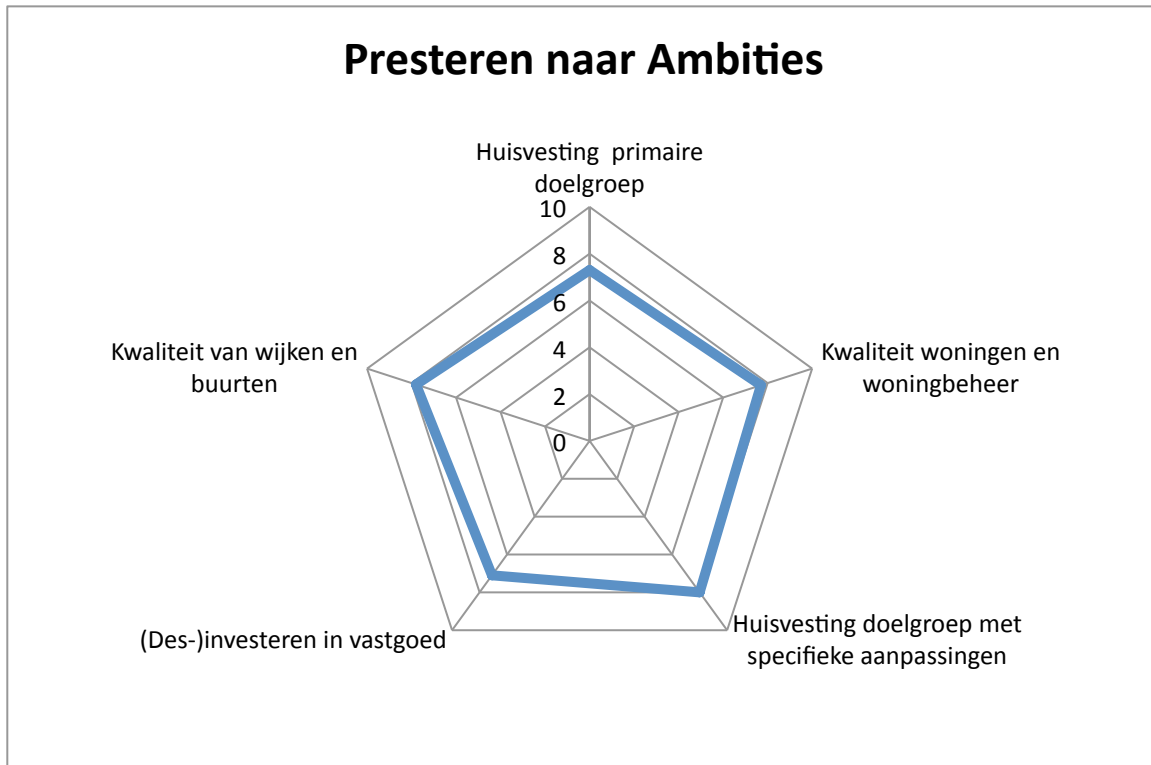 Presteren naar Ambities
Huisvesting primaire
doelgroep
10
8
6
4
2
0
Kwaliteit woningen en
woningbeheer
Huisvesting doelgroep met
specifieke aanpassingen
(Des-)investeren in vastgoed
Kwaliteit van wijken en
buurten